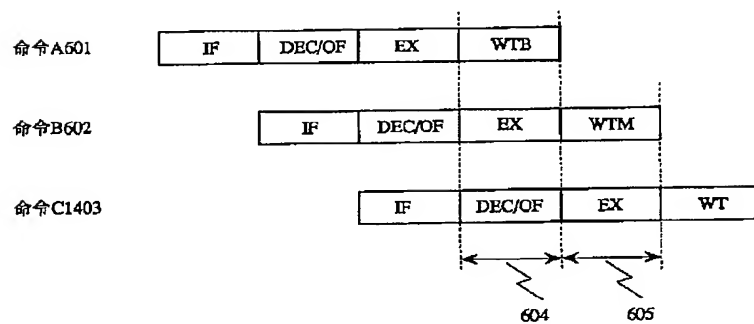 命令A601 IF DEC/OF EX WTB
命令B602 IF DEC/OF EX WTM
命令C1403 IF DEC/OF EX WT
604 605